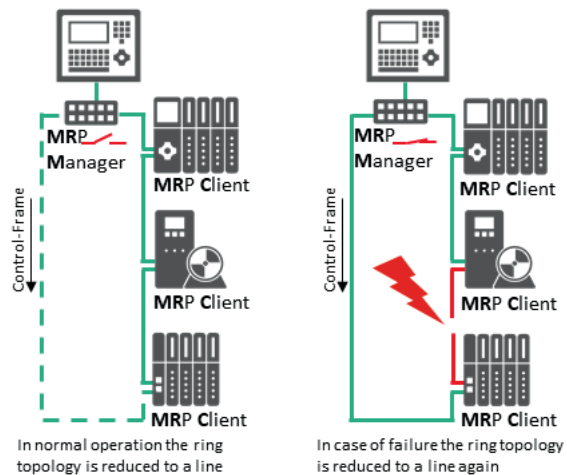 MRP
Manager
MRP Client
Control-Frame
MRP Client
MRP Client
In normal operation the ring
topology is reduced to a line
MRP
Manager
MRP Client
Control-Frame
MRP Client
MRP Client
In case of failure the ring topology
is reduced to a line again